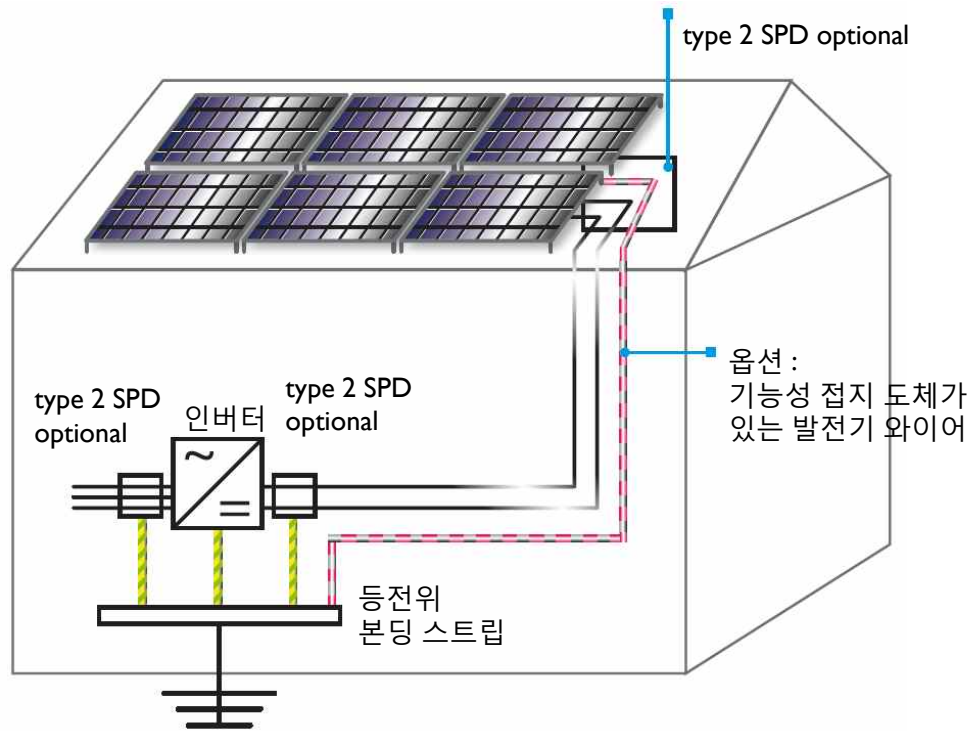 type 2 SPD optional
옵션 :
기능성 접지 도체가
있는 발전기 와이어
type 2 SPD
optional
인버터
type 2 SPD
optional
등전위
본딩 스트립